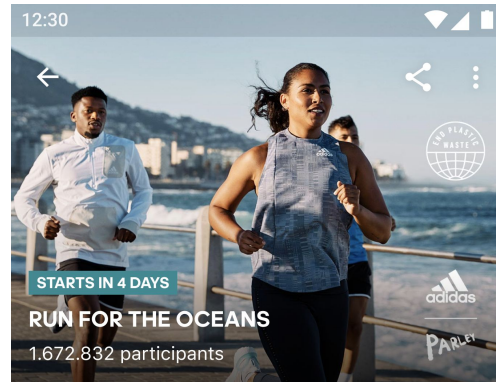 12:30
END PLASTIC
WASTE
adidas
STARTS IN 4 DAYS
adidas
RUN FOR THE OCEANS
PARLEY
1.672.832 participants